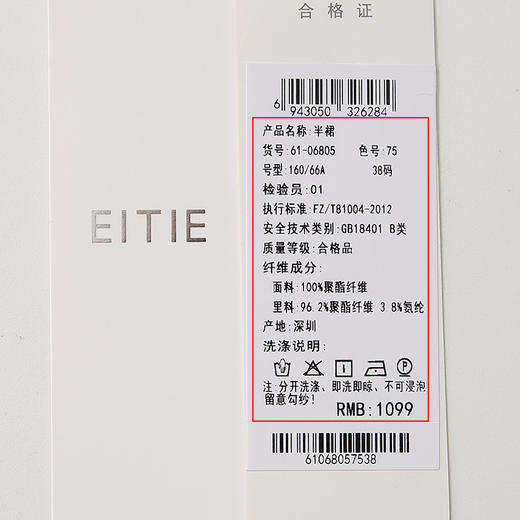 合格证
6 943050 326284
EITIE
产品名称:半裙
货号:61-06805 色号:75
号型:160/66A 38码
检验员:01
执行标准:FZ/T81004-2012
安全技术类别:GB18401 B类
质量等级:合格品
纤维成分:
面料:100%聚酯纤维
里料:96.2%聚酯纤维 3.8%氨纶
产地:深圳
洗涤说明:
P
注:分开洗涤、即洗即晾、不可浸泡
留意勾纱!
RMB:1099
61068057538